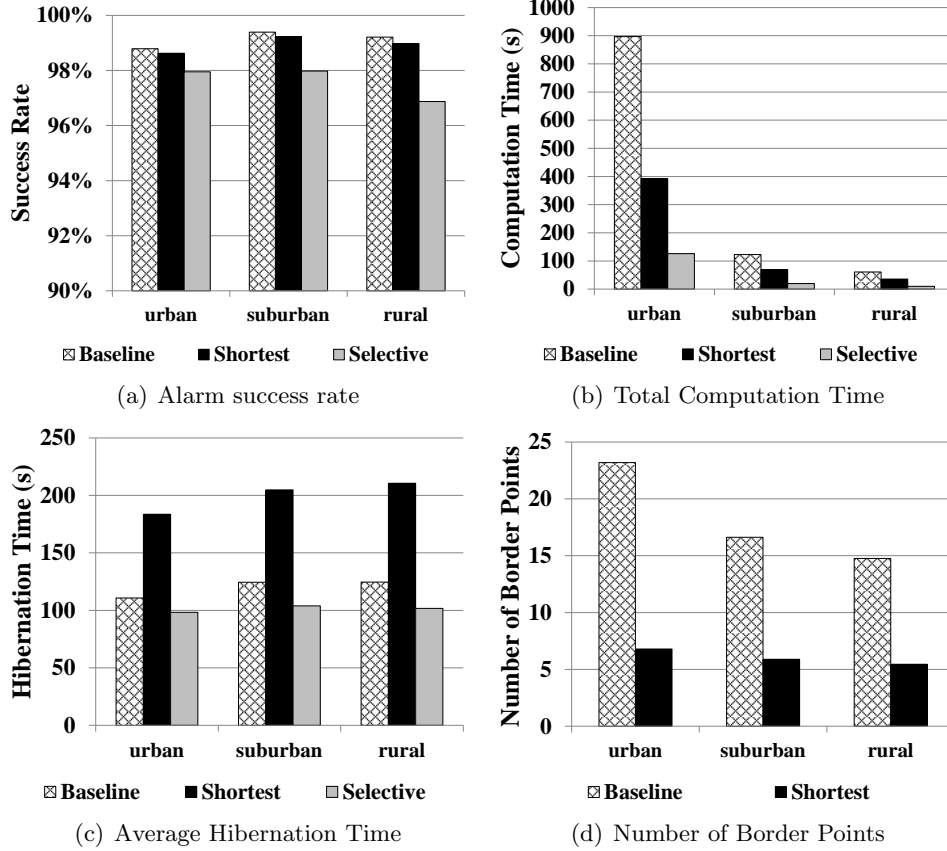 100%
98%
96%
94%
92%
90%
Success Rate
urban suburban rural
Baseline Shortest Selective
(a) Alarm success rate
1000
900
800
700
600
500
400
300
200
100
0
Computation Time (s)
urban suburban rural
Baseline Shortest Selective
(b) Total Computation Time
250
200
150
100
50
0
Hibernation Time (s)
urban suburban rural
Baseline Shortest Selective
(c) Average Hibernation Time
25
20
15
10
5
0
Number of Border Points
urban suburban rural
Baseline Shortest
(d) Number of Border Points